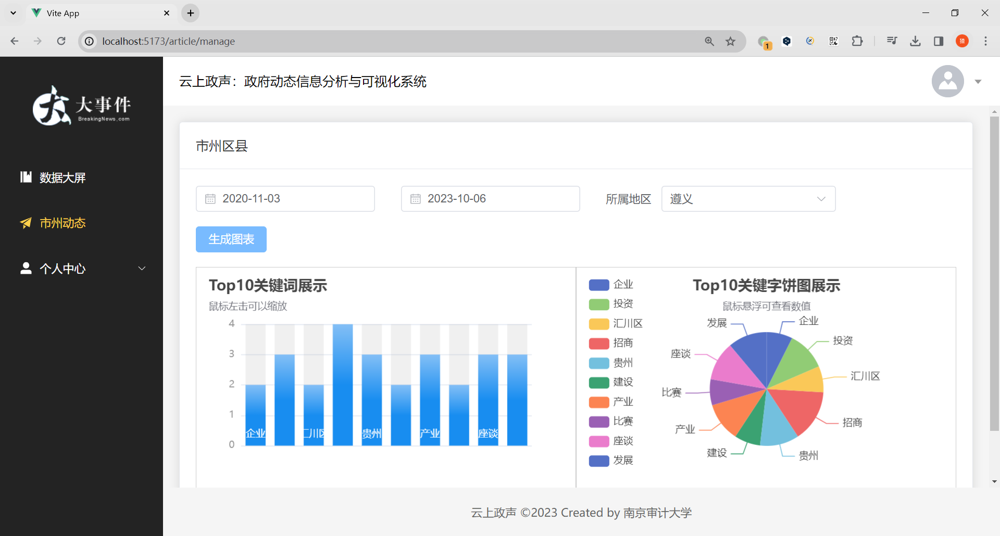 Vite App
localhost:5173/article/manage
1
猿
大事件
BreakingNews.com
数据大屏
市州动态
个人中心
云上政声：政府动态信息分析与可视化系统
市州区县
2020-11-03
2023-10-06
所属地区
遵义
生成图表
Top10关键词展示
鼠标左击可以缩放
4
3
2
1
0
企业
汇川区
贵州
产业
座谈
企业
投资
汇川区
招商
贵州
建设
产业
比赛
座谈
发展
Top10关键字饼图展示
鼠标悬浮可查看数值
发展
企业
投资
座谈
汇川区
比赛
招商
产业
建设
贵州
云上政声 ©2023 Created by 南京审计大学